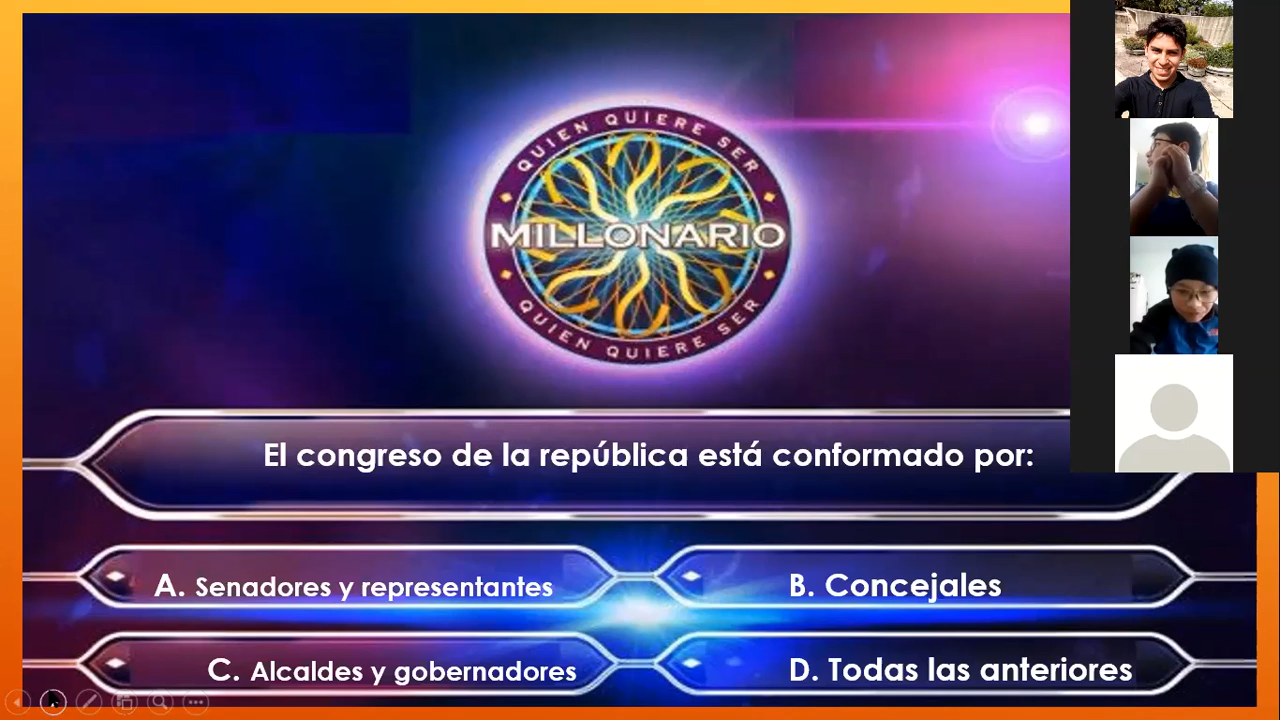 QUIEN QUIERE SER
MILLONARIO
QUIEN QUIERE SER
El congreso de la república está conformado por:
A. Senadores y representantes
B. Concejales
C. Alcaldes y gobernadores
D. Todas las anteriores